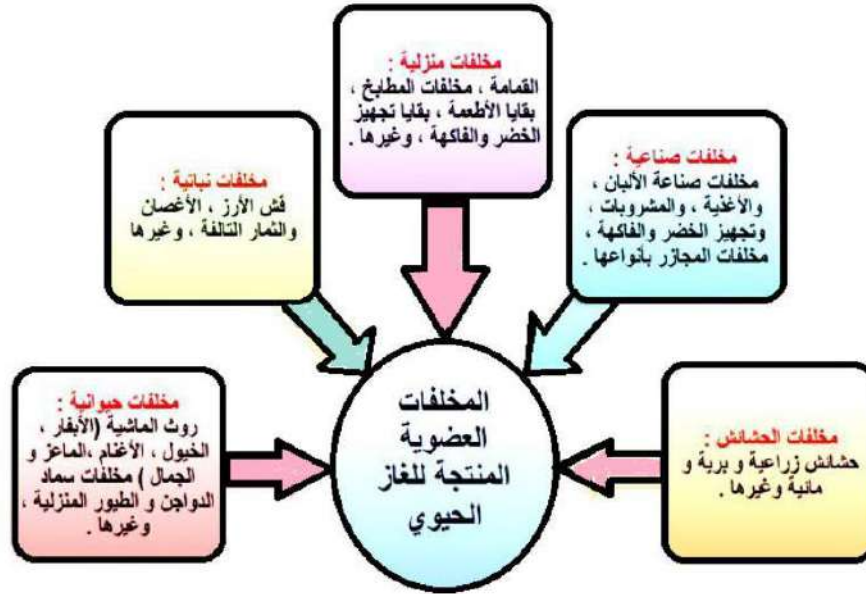 مخلفات منزلية :
القمامة ، مخلفات المطابخ ،
بقايا الأطعمة ، بقايا تجهيز
الخضر والفاكهة ، وغيرها .
مخلفات صناعية :
مخلفات صناعة الألبان ،
والأغذية ، والمشروبات ،
وتجهيز الخضر والفاكهة ،
مخلفات المجازر بأنواعها .
مخلفات نباتية :
قش الأرز ، الأغصان
والثمار التالفة ، وغيرها
مخلفات الحشائش :
حشائش زراعية و برية و
مائية وغيرها .
مخلفات حيوانية :
روث الماشية (الأبقار ،
الخيول ، الأغنام ،الماعز و
الجمال ) مخلفات سماد
الدواجن و الطيور المنزلية ،
وغيرها .
المخلفات
العضوية
المنتجة للغاز
الحيوي